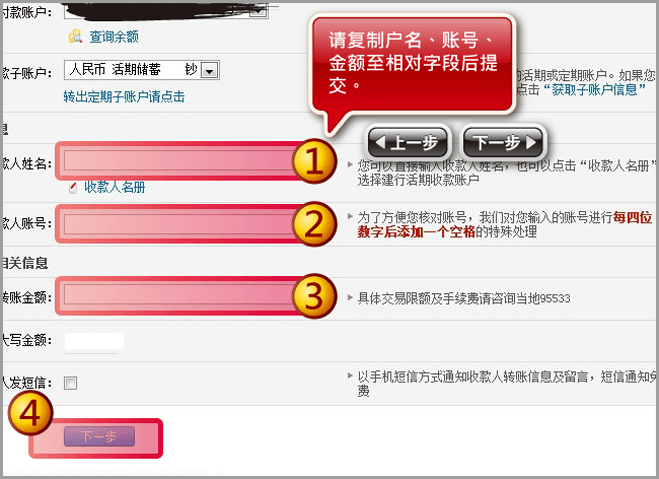 付款账户：
请复制户名、账号、
金额至相对字段后提
交。
查询余额
款子账户： 人民币 活期储蓄 钞
的活期或定期账户。如果您
转出定期子账户请点击
点击“获取子账户信息”
息
上一步 下一步
款人姓名： 1
您可以直接输入收款人姓名，也可以点击“收款人名册”
选择建行活期收款账户
收款人名册
款人账号： 2
为了方便您核对账号，我们对您输入的账号进行每四位
数字后添加一个空格的特殊处理
相关信息
转账金额： 3
具体交易限额及手续费请咨询当地95533
大写金额：
人发短信：
以手机短信方式通知收款人转账信息及留言，短信通知免
费
4
下一步